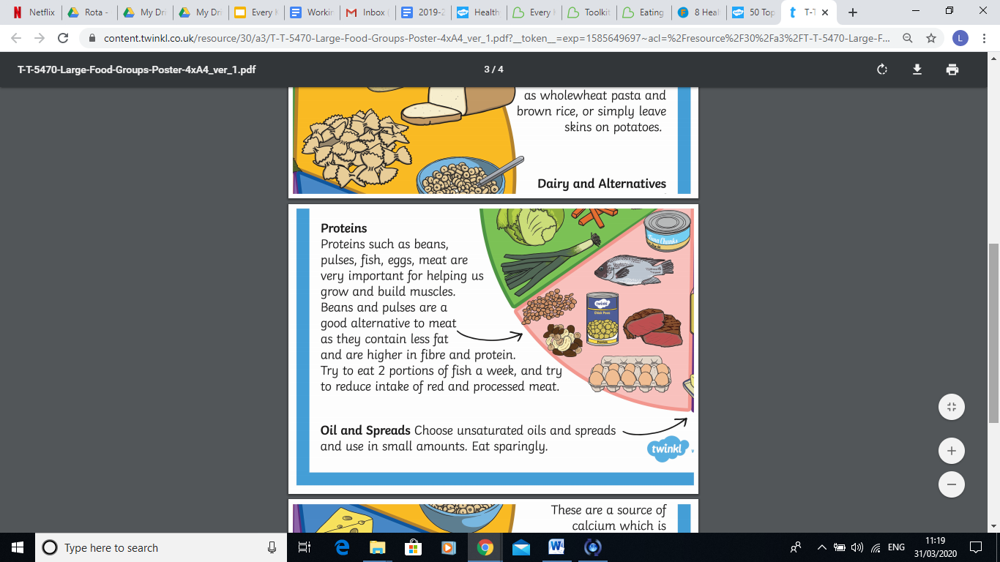 Netflix
Rota -
My Dri
My Dri
Every
Workin
Inbox
2019-2
Health
Every
Toolkit
Eating
8 Heal
50 Top
T-T
content.twinkl.co.uk/resource/30/a3/T-T-5470-Large-Food-Groups-Poster-4xA4_ver_1.pdf?__token__=exp=1585649697~acl=%2Fresource%2F30%2Fa3%2FT-T-5470-Large-F...
L
T-T-5470-Large-Food-Groups-Poster-4xA4_ver_1.pdf
3 / 4
as wholewheat pasta and
brown rice, or simply leave
skins on potatoes.
Dairy and Alternatives
Proteins
Proteins such as beans,
pulses, fish, eggs, meat are
very important for helping us
grow and build muscles.
Beans and pulses are a
good alternative to meat
as they contain less fat
and are higher in fibre and protein.
Try to eat 2 portions of fish a week, and try
to reduce intake of red and processed meat.
Tuna Chunks
twinkl
Chick Peas
Oil and Spreads Choose unsaturated oils and spreads
and use in small amounts. Eat sparingly.
twinkl
These are a source of
calcium which is
Type here to search
ENG
11:19
31/03/2020